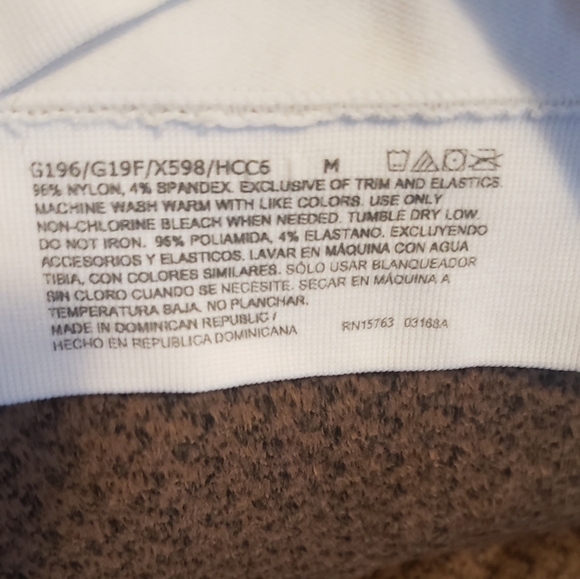 G196/G19F/X598/HCC6 M
96% NYLON, 4% SPANDEX. EXCLUSIVE OF TRIM AND ELASTICS.
MACHINE WASH WARM WITH LIKE COLORS. USE ONLY
NON-CHLORINE BLEACH WHEN NEEDED. TUMBLE DRY LOW.
DO NOT IRON. 96% POLIAMIDA, 4% ELASTANO. EXCLUYENDO
ACCESORIOS Y ELASTICOS. LAVAR EN MÁQUINA CON AGUA
TIBIA, CON COLORES SIMILARES. SÓLO USAR BLANQUEADOR
SIN CLORO CUANDO SE NECESITE. SECAR EN MÁQUINA A
TEMPERATURA BAJA. NO PLANCHAR.
MADE IN DOMINICAN REPUBLIC /
HECHO EN REPUBLICA DOMINICANA
RN15763 03168A